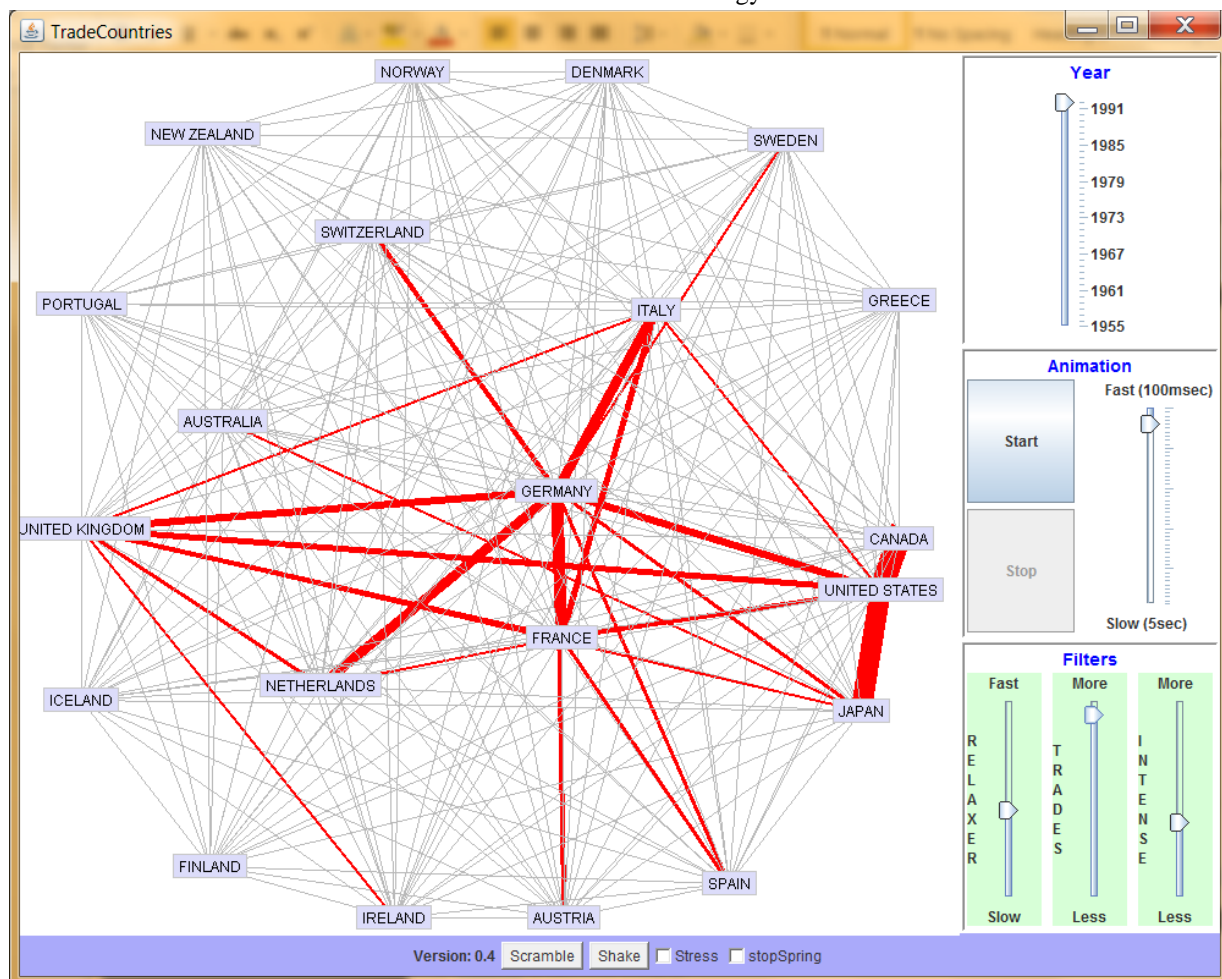 gy
TradeCountries
NORWAY
DENMARK
NEW ZEALAND
SWEDEN
SWITZERLAND
PORTUGAL
ITALY
GREECE
AUSTRALIA
GERMANY
UNITED KINGDOM
CANADA
UNITED STATES
FRANCE
NETHERLANDS
ICELAND
JAPAN
FINLAND
SPAIN
IRELAND
AUSTRIA
Year
1991
1985
1979
1973
1967
1961
1955
Animation
Fast (100msec)
Start
Stop
Slow (5sec)
Filters
Fast More More
RELAXER
TRADES
INTENSE
Slow Less Less
Version: 0.4 Scramble Shake Stress stopSpring